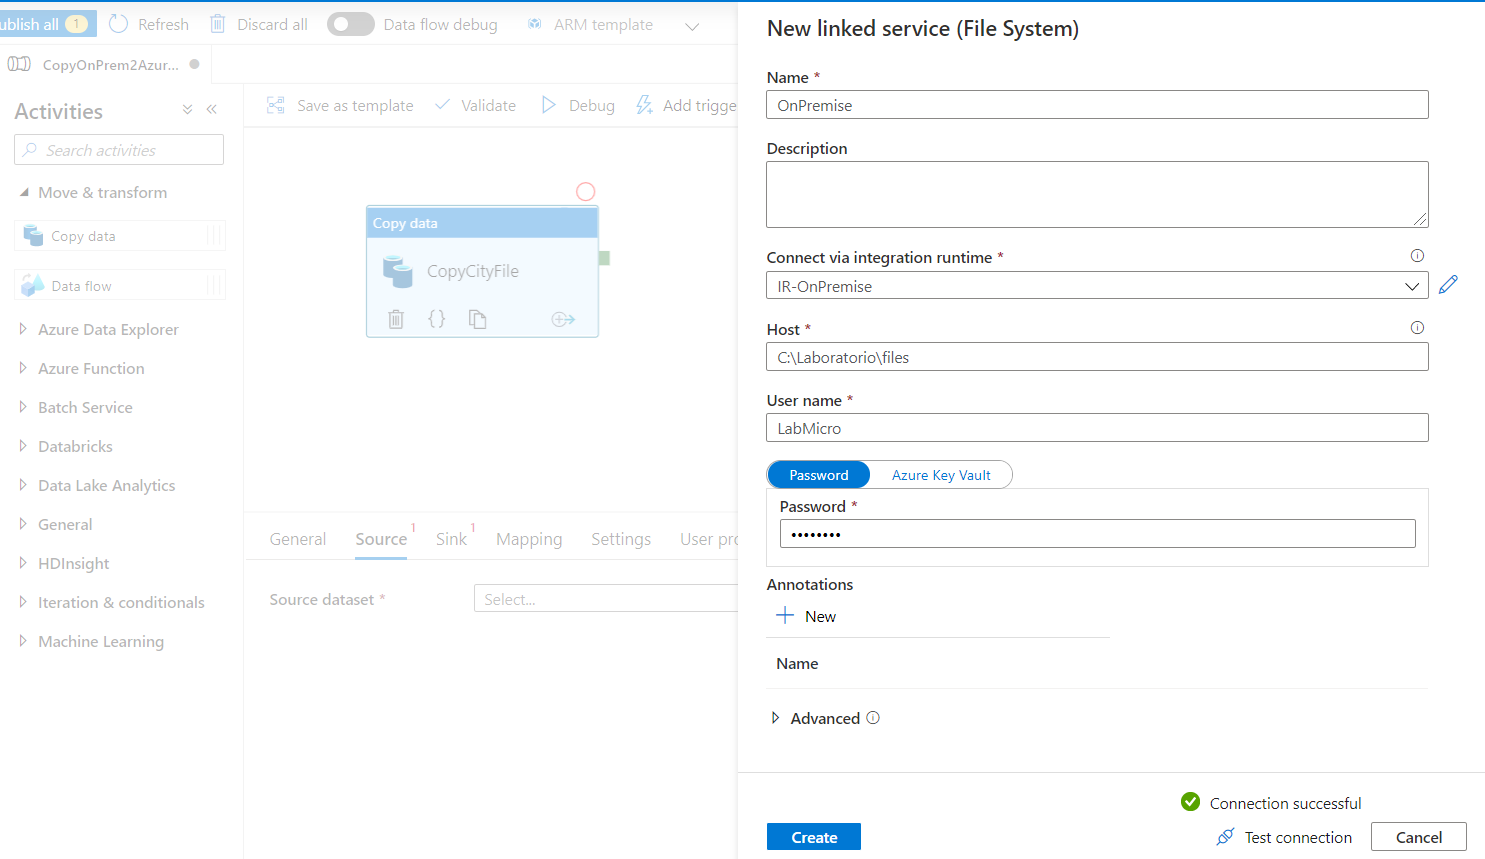 ublish all 1 Refresh Discard all Data flow debug ARM template
CopyOnPrem2Azur...
Activities
Search activities
Move & transform
Copy data
Data flow
Azure Data Explorer
Azure Function
Batch Service
Databricks
Data Lake Analytics
General
HDInsight
Iteration & conditionals
Machine Learning
Save as template Validate Debug Add trigge
Copy data
CopyCityFile
General Source 1 Sink 1 Mapping Settings User pro
Source dataset * Select...
New linked service (File System)
Name *
OnPremise
Description
Connect via integration runtime *
IR-OnPremise
Host *
C:\Laboratorio\files
User name *
LabMicro
Password Azure Key Vault
Password *
••••••••
Annotations
New
Name
Advanced
Connection successful
Create Test connection Cancel